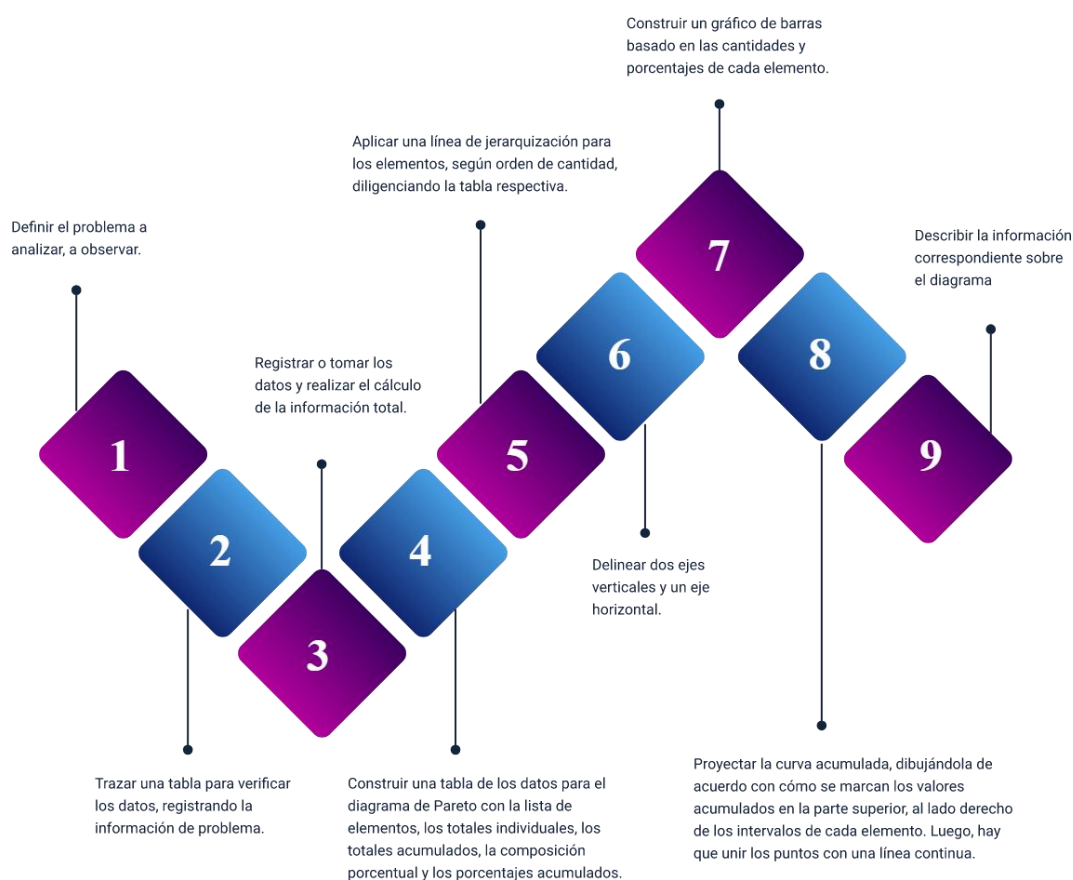 1
Definir el problema a
analizar, a observar.
2
Trazar una tabla para verificar
los datos, registrando la
información de problema.
3
Registrar o tomar los
datos y realizar el cálculo
de la información total.
4
Construir una tabla de los datos para el
diagrama de Pareto con la lista de
elementos, los totales individuales, los
totales acumulados, la composición
porcentual y los porcentajes acumulados.
5
Aplicar una línea de jerarquización para
los elementos, según orden de cantidad,
diligenciando la tabla respectiva.
6
Delinear dos ejes
verticales y un eje
horizontal.
7
Construir un gráfico de barras
basado en las cantidades y
porcentajes de cada elemento.
8
Proyectar la curva acumulada, dibujándola de
acuerdo con cómo se marcan los valores
acumulados en la parte superior, al lado derecho
de los intervalos de cada elemento. Luego, hay
que unir los puntos con una línea continua.
9
Describir la información
correspondiente sobre
el diagrama